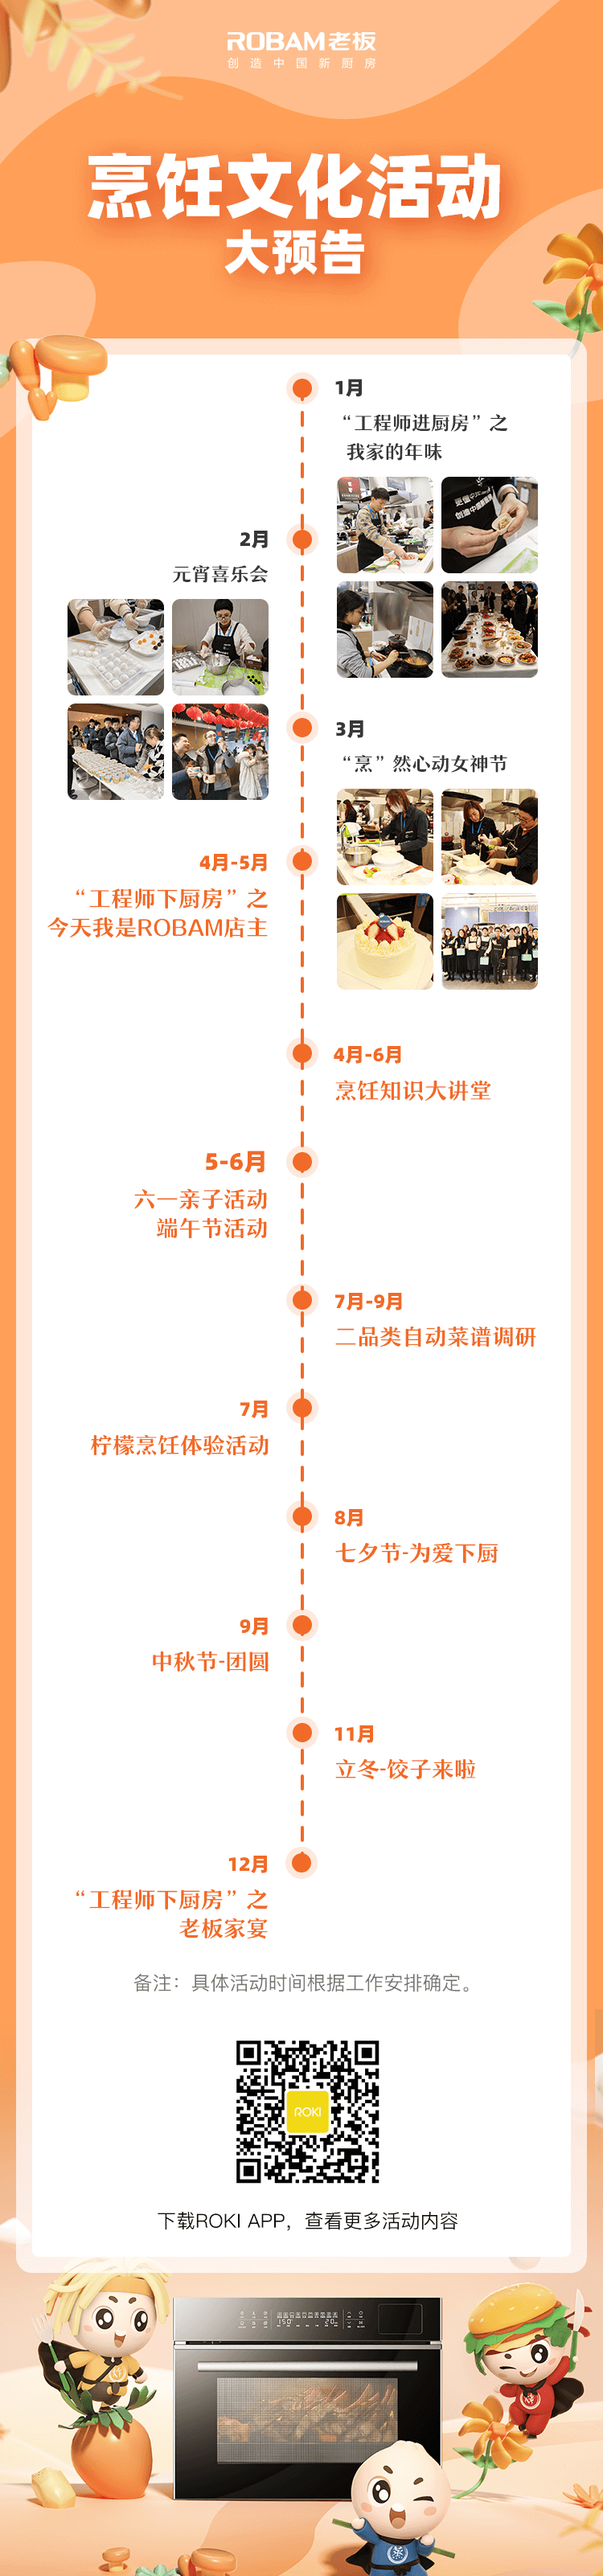 ROBAM老板
创造中国新厨房
烹饪文化活动
大预告
1月
“工程师进厨房”之
我家的年味
2月
元宵喜乐会
3月
“烹”然心动女神节
4月-5月
“工程师下厨房”之
今天我是ROBAM店主
4月-6月
烹饪知识大讲堂
5-6月
六一亲子活动
端午节活动
7月-9月
二品类自动菜谱调研
7月
柠檬烹饪体验活动
8月
七夕节-为爱下厨
9月
中秋节-团圆
11月
立冬-饺子来啦
12月
“工程师下厨房”之
老板家宴
备注：具体活动时间根据工作安排确定。
ROKI
下载ROKI APP，查看更多活动内容